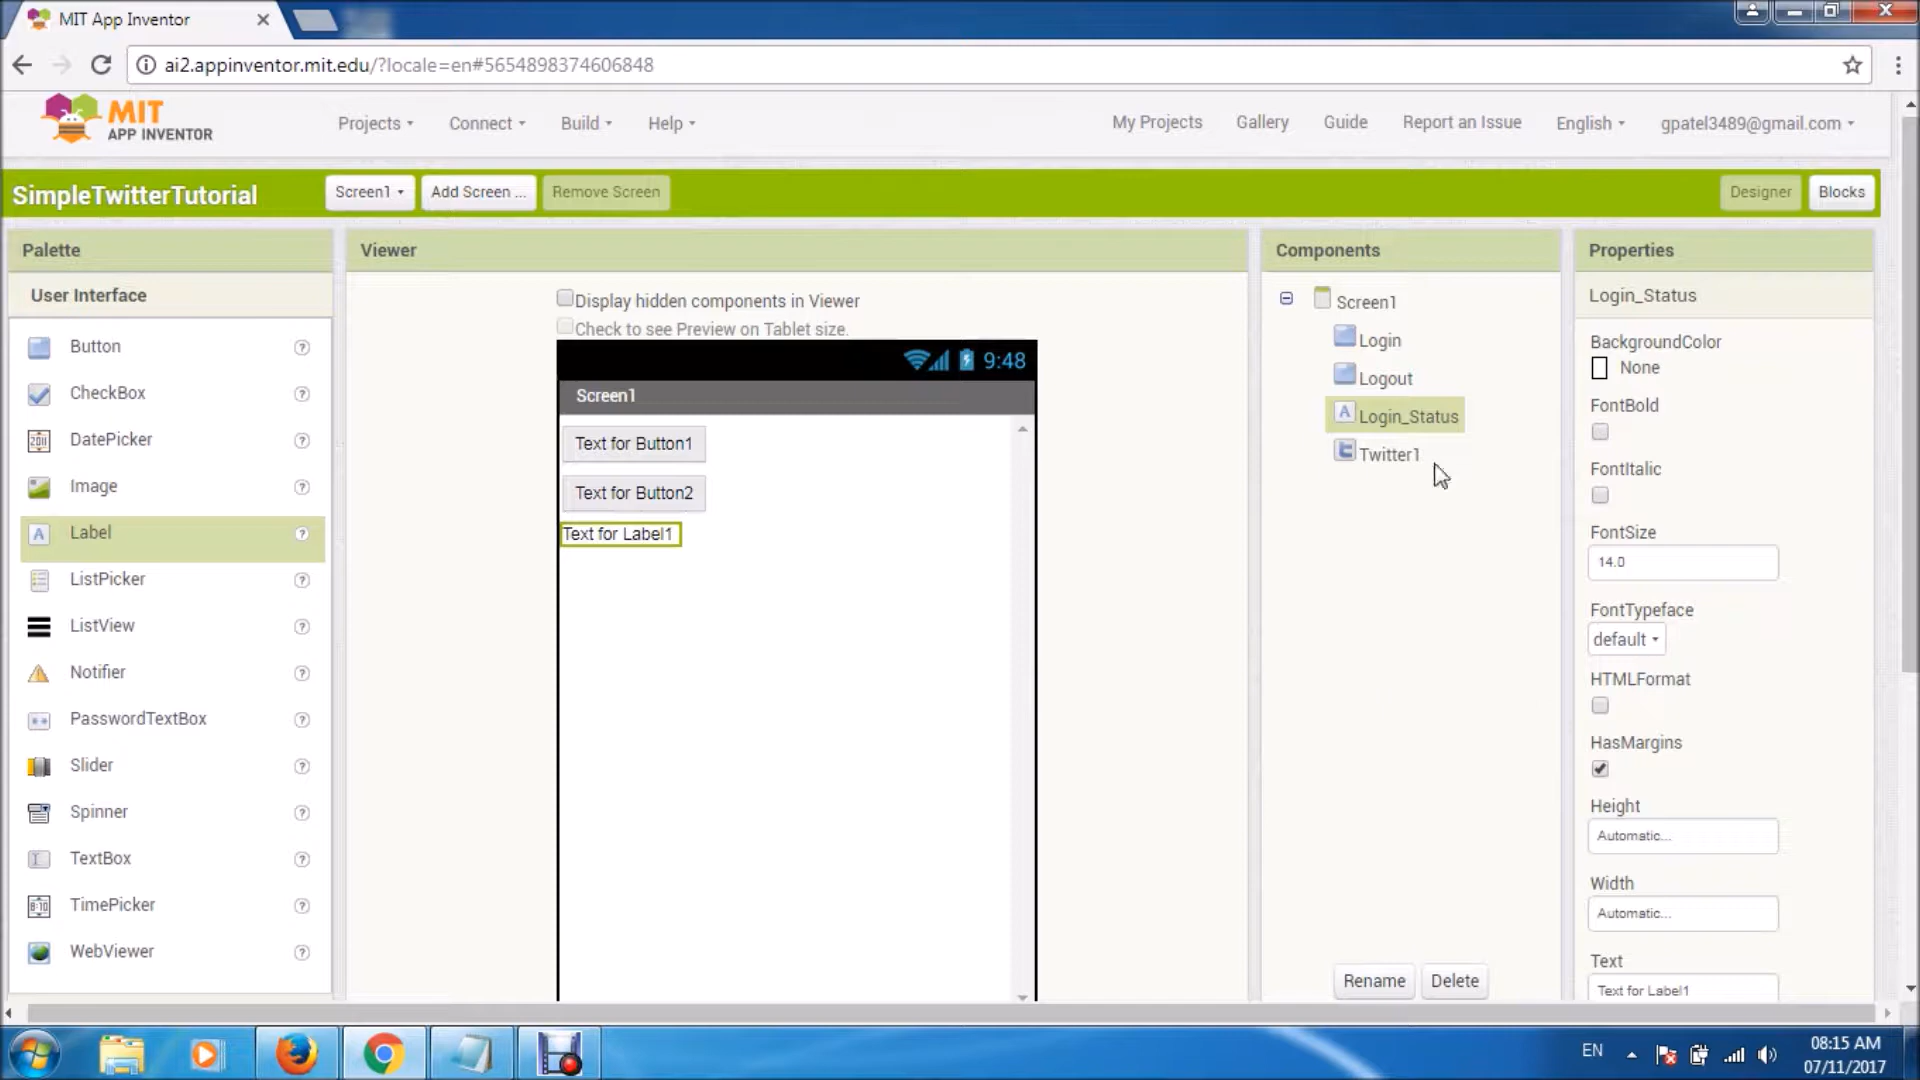 MIT App Inventor
ai2.appinventor.mit.edu/?locale=en#5654898374606848
MIT
APP INVENTOR
Projects
Connect
Build
Help
My Projects
Gallery
Guide
Report an Issue
English
gpatel3489@gmail.com
SimpleTwitterTutorial
Screen1
Add Screen ...
Remove Screen
Designer
Blocks
Palette
User Interface
Button ?
CheckBox ?
DatePicker ?
Image ?
A Label ?
ListPicker ?
ListView ?
Notifier ?
PasswordTextBox ?
Slider ?
Spinner ?
TextBox ?
TimePicker ?
WebViewer ?
Viewer
Display hidden components in Viewer
Check to see Preview on Tablet size.
9:48
Screen1
Text for Button1
Text for Button2
Text for Label1
Components
Screen1
Login
Logout
A Login_Status
Twitter1
Rename
Delete
Properties
Login_Status
BackgroundColor
None
FontBold
FontItalic
FontSize
14.0
FontTypeface
default
HTMLFormat
HasMargins
Height
Automatic...
Width
Automatic...
Text
Text for Label1
EN
08:15 AM
07/11/2017